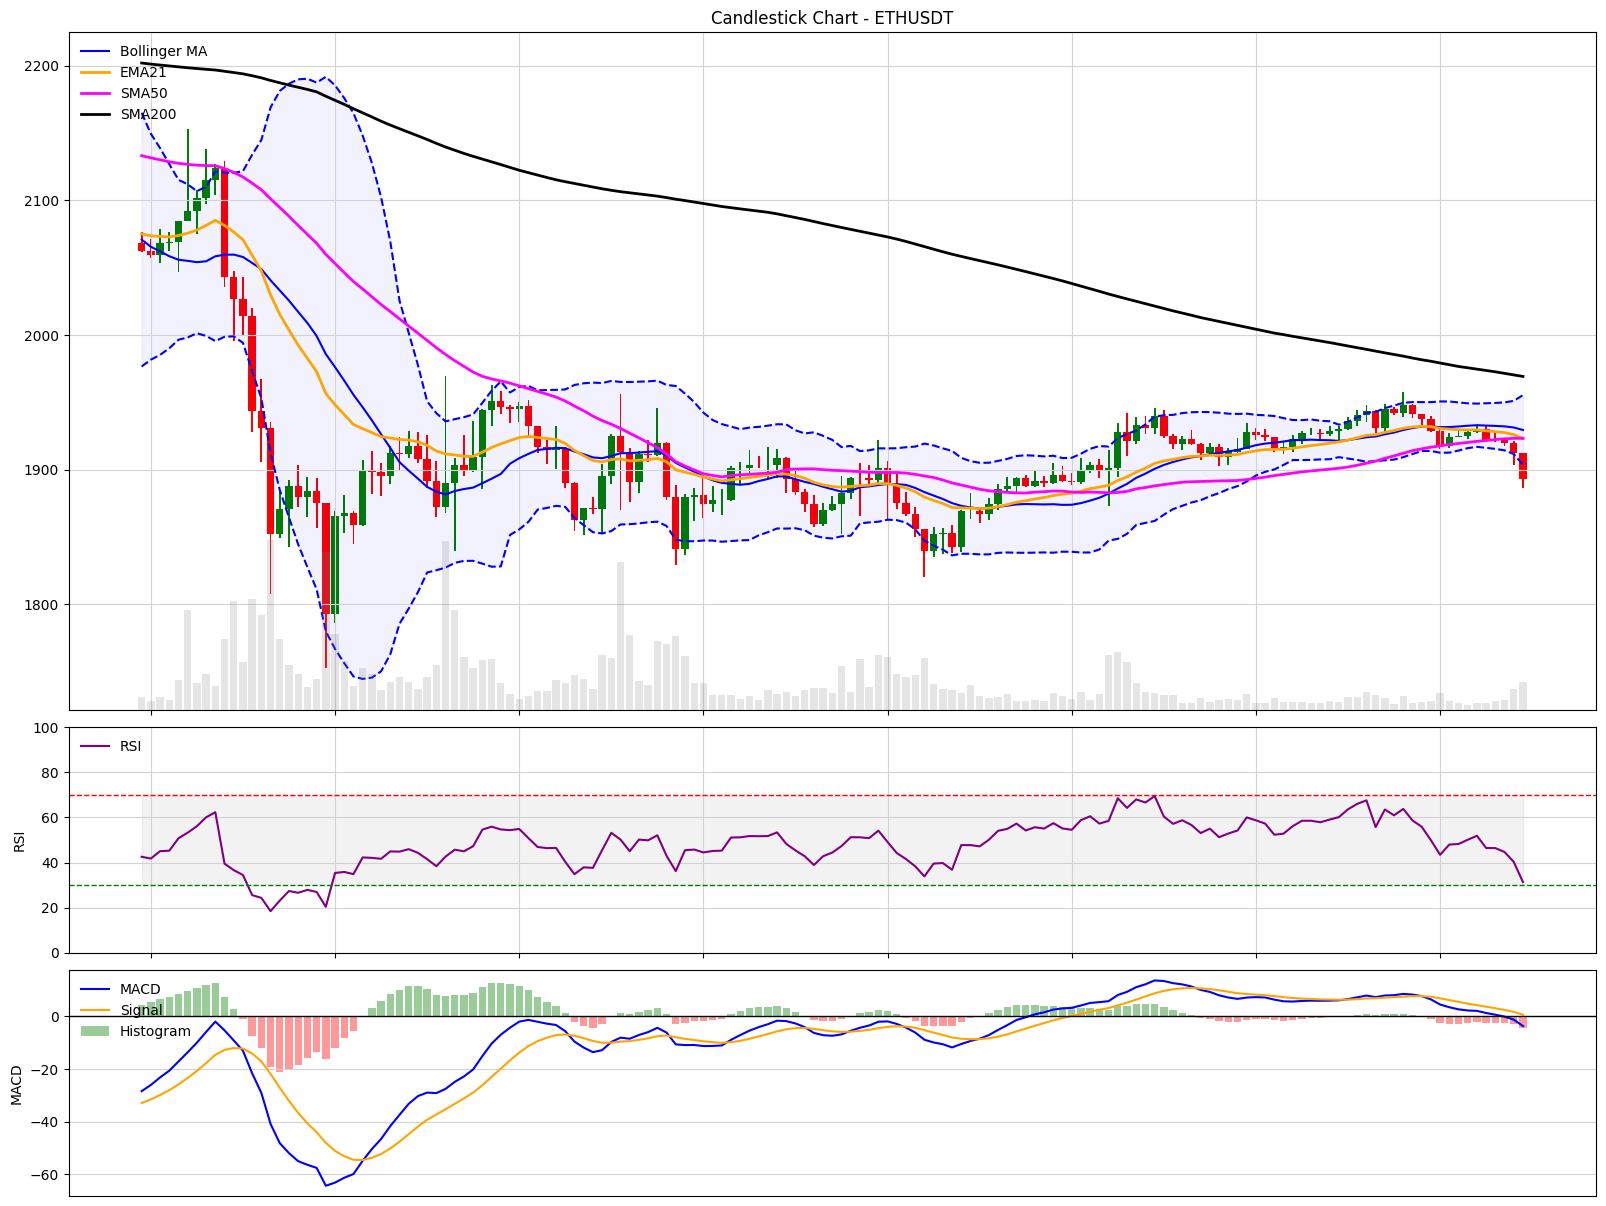 Candlestick Chart - ETHUSDT
Bollinger MA
EMA21
SMA50
SMA200
2200
2100
2000
1900
1800
RSI
100
80
60
40
20
0
RSI
MACD
Signal
Histogram
0
−20
−40
−60
MACD